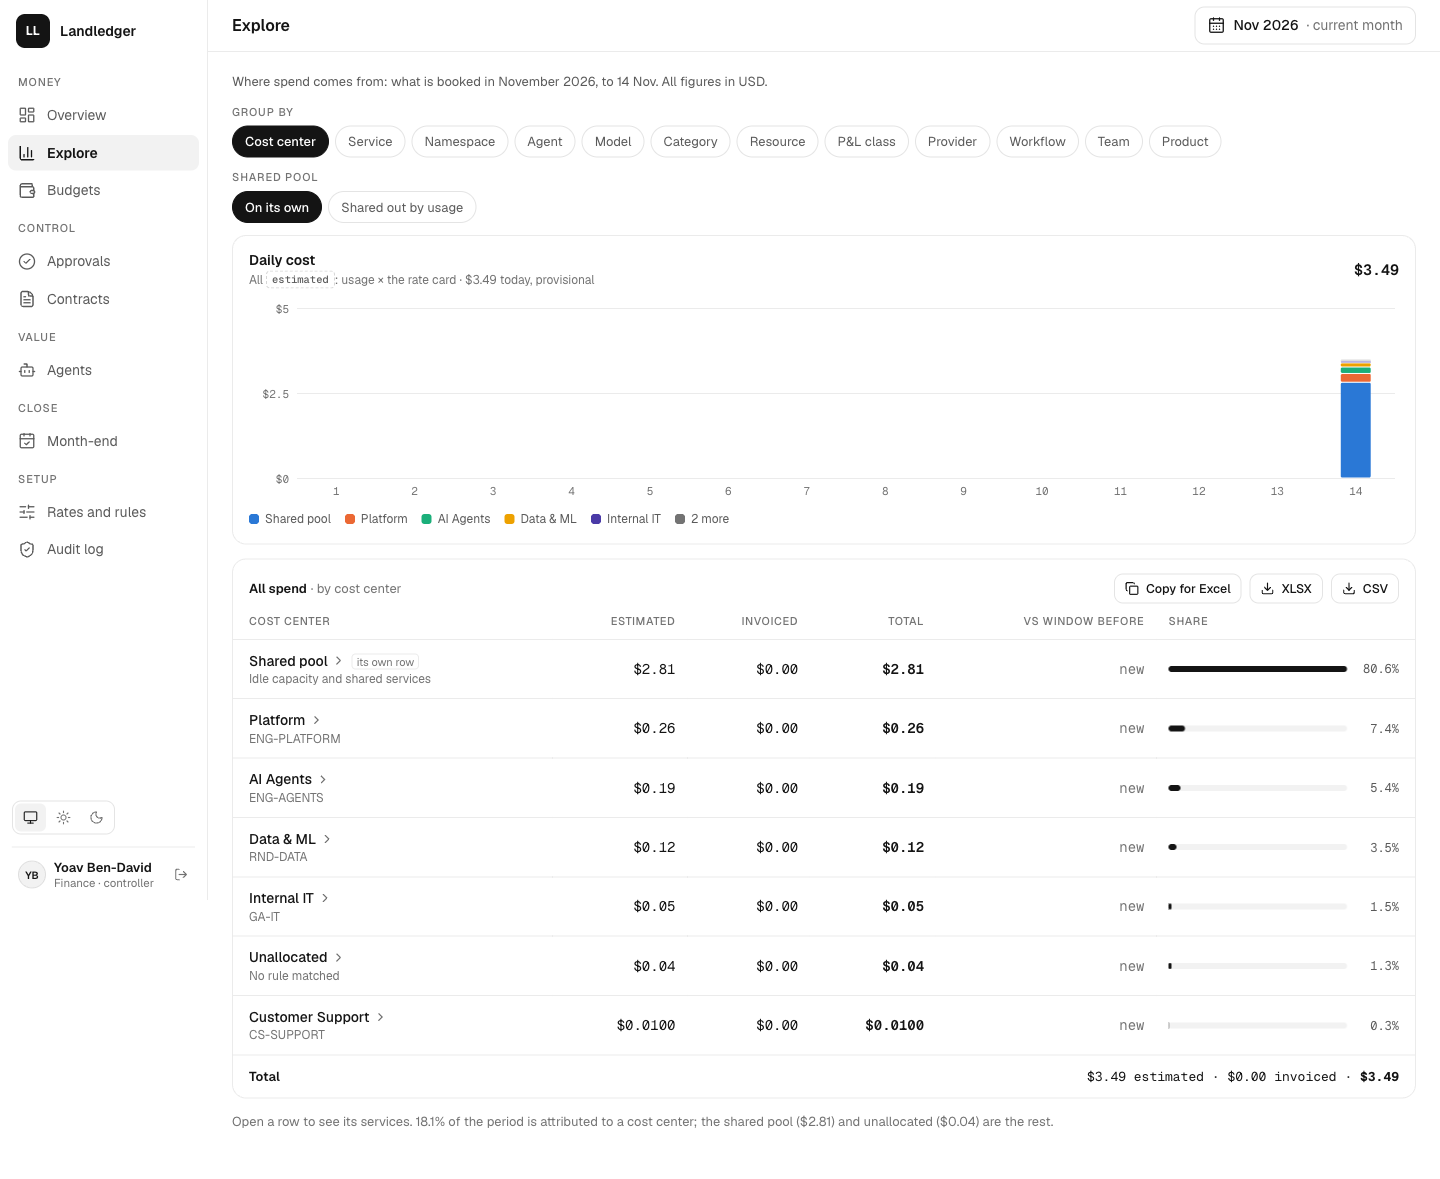 LL Landledger
MONEY
Overview
Explore
Budgets
CONTROL
Approvals
Contracts
VALUE
Agents
CLOSE
Month-end
SETUP
Rates and rules
Audit log
YB Yoav Ben-David
Finance · controller
Explore
Nov 2026 · current month
Where spend comes from: what is booked in November 2026, to 14 Nov. All figures in USD.
GROUP BY
Cost center Service Namespace Agent Model Category Resource P&L class Provider Workflow Team Product
SHARED POOL
On its own Shared out by usage
Daily cost
All estimated: usage × the rate card · $3.49 today, provisional
$3.49
$5
$2.5
$0
1 2 3 4 5 6 7 8 9 10 11 12 13 14
Shared pool Platform AI Agents Data & ML Internal IT 2 more
All spend · by cost center
Copy for Excel XLSX CSV
COST CENTER ESTIMATED INVOICED TOTAL VS WINDOW BEFORE SHARE
Shared pool its own row
Idle capacity and shared services
$2.81 $0.00 $2.81 new 80.6%
Platform
ENG-PLATFORM
$0.26 $0.00 $0.26 new 7.4%
AI Agents
ENG-AGENTS
$0.19 $0.00 $0.19 new 5.4%
Data & ML
RND-DATA
$0.12 $0.00 $0.12 new 3.5%
Internal IT
GA-IT
$0.05 $0.00 $0.05 new 1.5%
Unallocated
No rule matched
$0.04 $0.00 $0.04 new 1.3%
Customer Support
CS-SUPPORT
$0.0100 $0.00 $0.0100 new 0.3%
Total $3.49 estimated · $0.00 invoiced · $3.49
Open a row to see its services. 18.1% of the period is attributed to a cost center; the shared pool ($2.81) and unallocated ($0.04) are the rest.